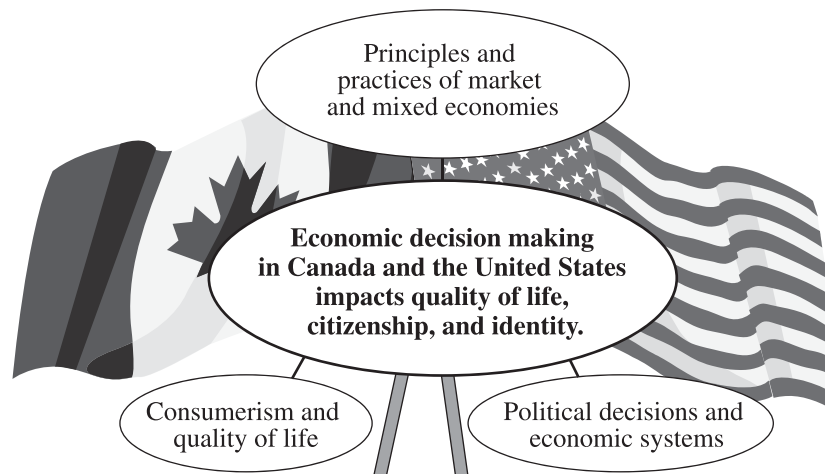 Principles and
practices of market
and mixed economies
Economic decision making
in Canada and the United States
impacts quality of life,
citizenship, and identity.
Consumerism and
quality of life
Political decisions and
economic systems